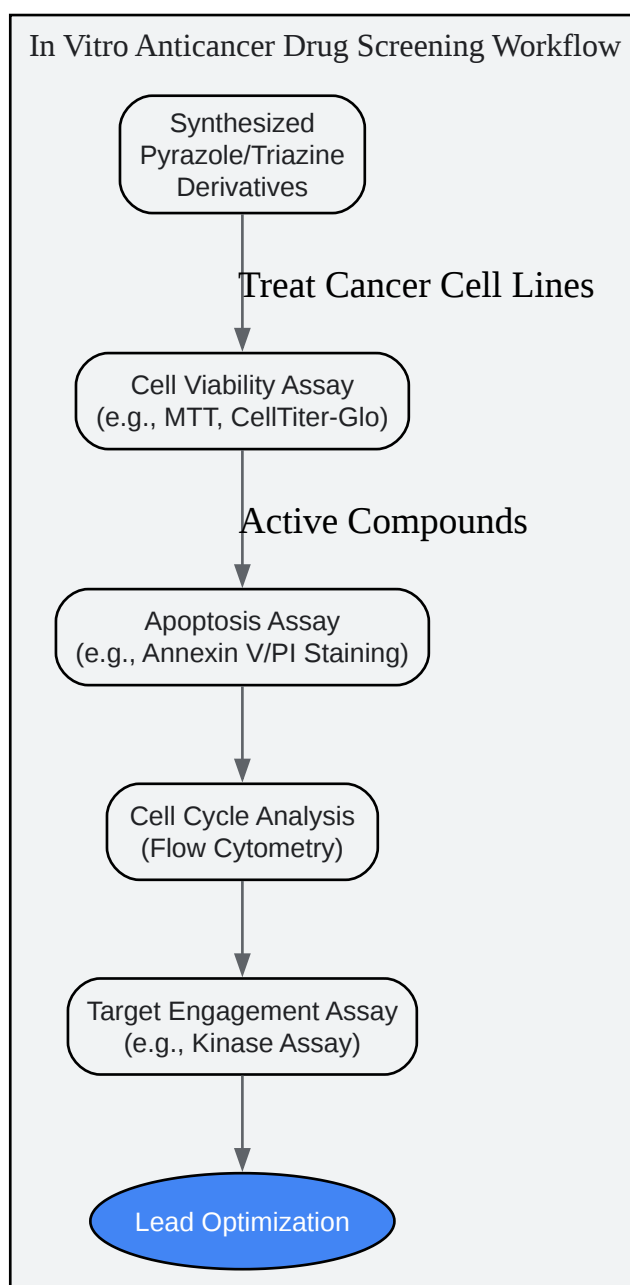 In Vitro Anticancer Drug Screening Workflow
Synthesized
Pyrazole/Triazine
Derivatives
Treat Cancer Cell Lines
Cell Viability Assay
(e.g., MTT, CellTiter-Glo)
Active Compounds
Apoptosis Assay
(e.g., Annexin V/PI Staining)
Cell Cycle Analysis
(Flow Cytometry)
Target Engagement Assay
(e.g., Kinase Assay)
Lead Optimization